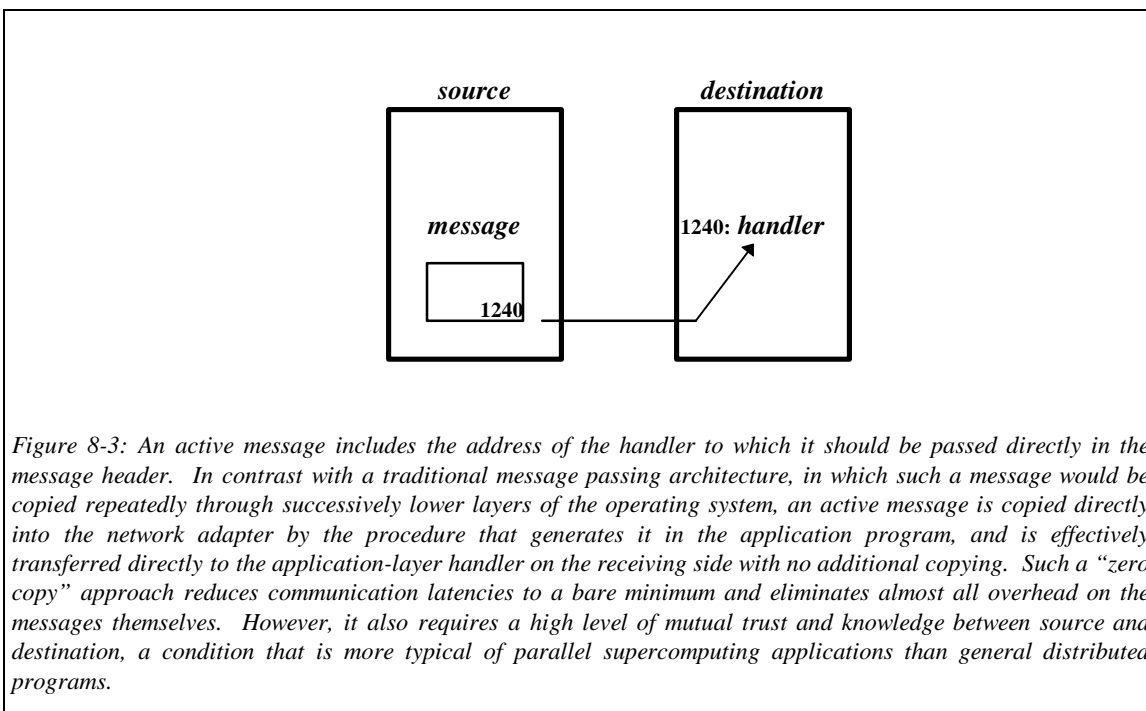 source destination
message 1240: handler
1240
Figure 8-3: An active message includes the address of the handler to which it should be passed directly in the
message header. In contrast with a traditional message passing architecture, in which such a message would be
copied repeatedly through successively lower layers of the operating system, an active message is copied directly
into the network adapter by the procedure that generates it in the application program, and is effectively
transferred directly to the application-layer handler on the receiving side with no additional copying. Such a “zero
copy” approach reduces communication latencies to a bare minimum and eliminates almost all overhead on the
messages themselves. However, it also requires a high level of mutual trust and knowledge between source and
destination, a condition that is more typical of parallel supercomputing applications than general distributed
programs.